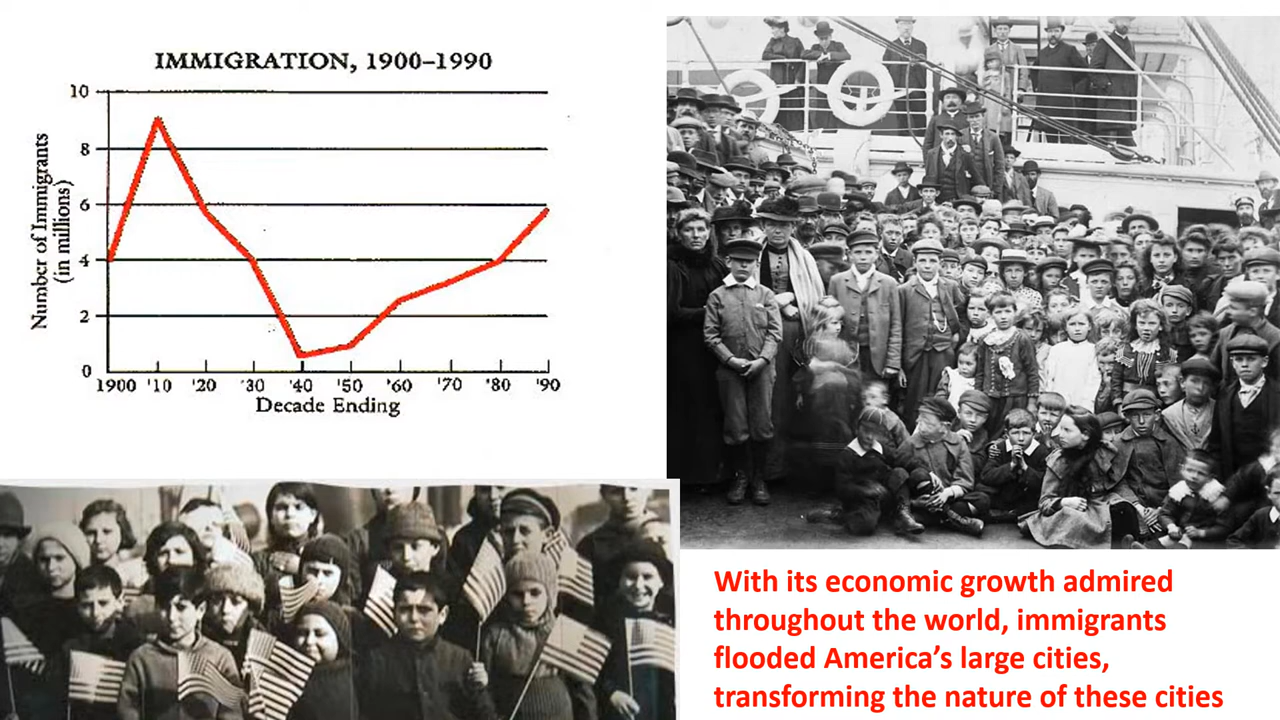 IMMIGRATION, 1900–1990
10
8
6
4
2
0
Number of Immigrants
(in millions)
1900 '10 '20 '30 '40 '50 '60 '70 '80 '90
Decade Ending
With its economic growth admired
throughout the world, immigrants
flooded America's large cities,
transforming the nature of these cities